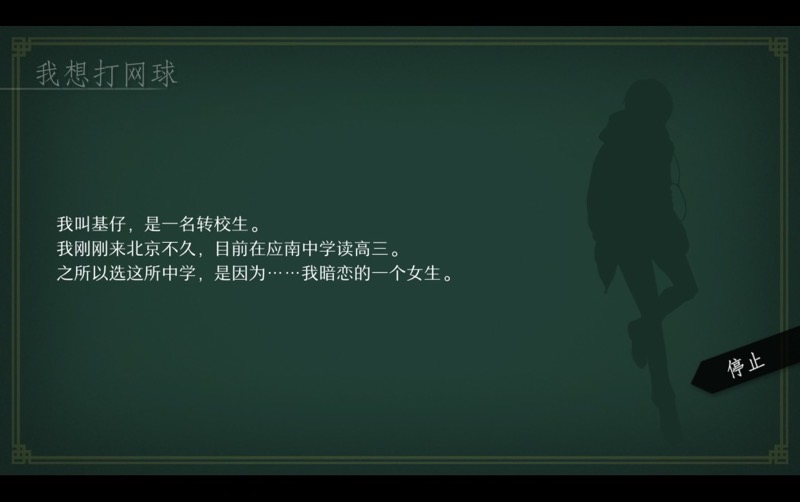 我想打网球
我叫基仔，是一名转校生。
我刚刚来北京不久，目前在应南中学读高三。
之所以选这所中学，是因为……我暗恋的一个女生。
停止